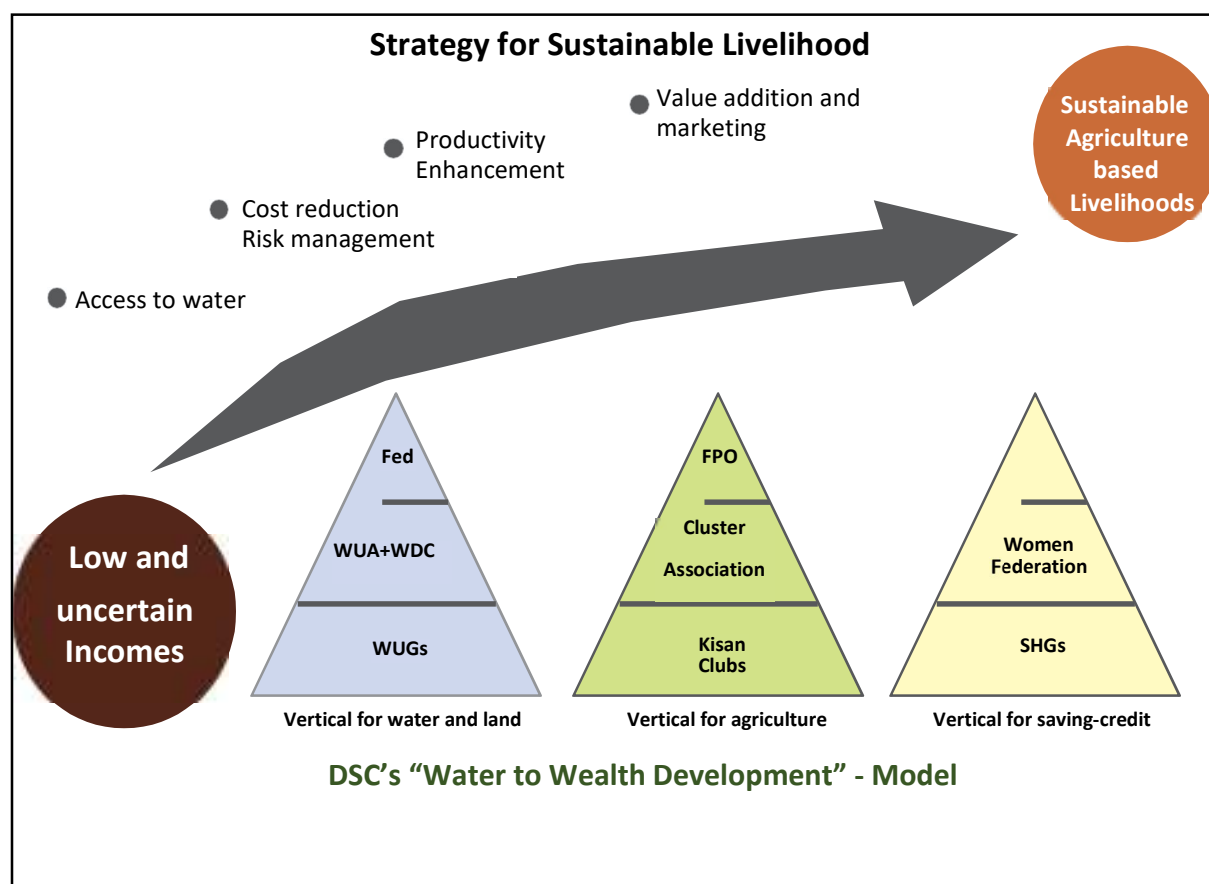 Strategy for Sustainable Livelihood
Value addition and
marketing
Productivity
Enhancement
Cost reduction
Risk management
Access to water
Sustainable
Agriculture
based
Livelihoods
Low and
uncertain
Incomes
Fed
WUA+WDC
WUGs
Vertical for water and land
FPO
Cluster
Association
Kisan
Clubs
Vertical for agriculture
Women
Federation
SHGs
Vertical for saving-credit
DSC’s “Water to Wealth Development” - Model